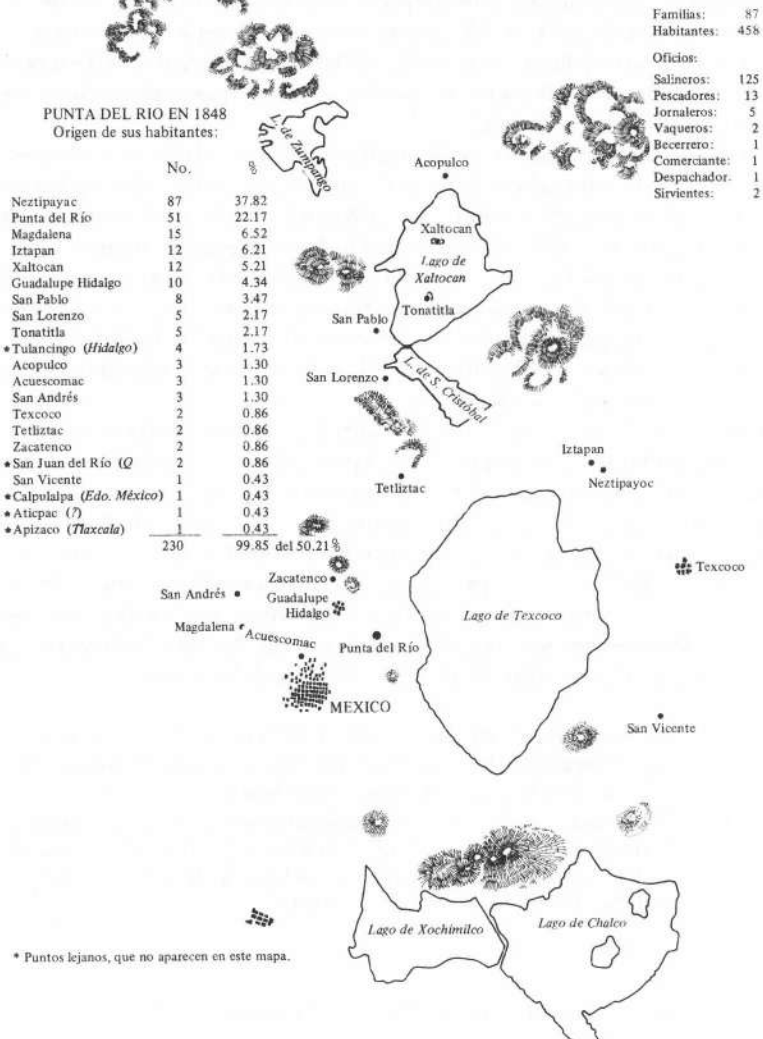 Familias: 87
Habitantes: 458
Oficios:
Salineros: 125
Pescadores: 13
Jornaleros: 5
Vaqueros: 2
Becerrero: 1
Comerciante: 1
Despachador. 1
Sirvientes: 2
PUNTA DEL RIO EN 1848
Origen de sus habitantes:
No. %
Neztipayac 87 37.82
Punta del Río 51 22.17
Magdalena 15 6.52
Iztapan 12 6.21
Xaltocan 12 5.21
Guadalupe Hidalgo 10 4.34
San Pablo 8 3.47
San Lorenzo 5 2.17
Tonatitla 5 2.17
*Tulancingo (Hidalgo) 4 1.73
Acopulco 3 1.30
Acuescomac 3 1.30
San Andrés 3 1.30
Texcoco 2 0.86
Tetliztac 2 0.86
Zacatenco 2 0.86
*San Juan del Río (Q 2 0.86
San Vicente 1 0.43
*Calpulalpa (Edo. México) 1 0.43
*Aticpac (?) 1 0.43
*Apizaco (Tlaxcala) 1 0.43
230 99.85 del 50.21%
L. de Zumpango
Acopulco
Xaltocan
Lago de
Xaltocan
Tonatitla
San Pablo
L. de S. Cristóbal
San Lorenzo
Tetliztac
Iztapan
Neztipayoc
Texcoco
Zacatenco
San Andrés
Guadalupe
Hidalgo
Lago de Texcoco
Magdalena
Acuescomac
Punta del Río
MEXICO
San Vicente
Lago de Xochimilco
Lago de Chalco
* Puntos lejanos, que no aparecen en este mapa.